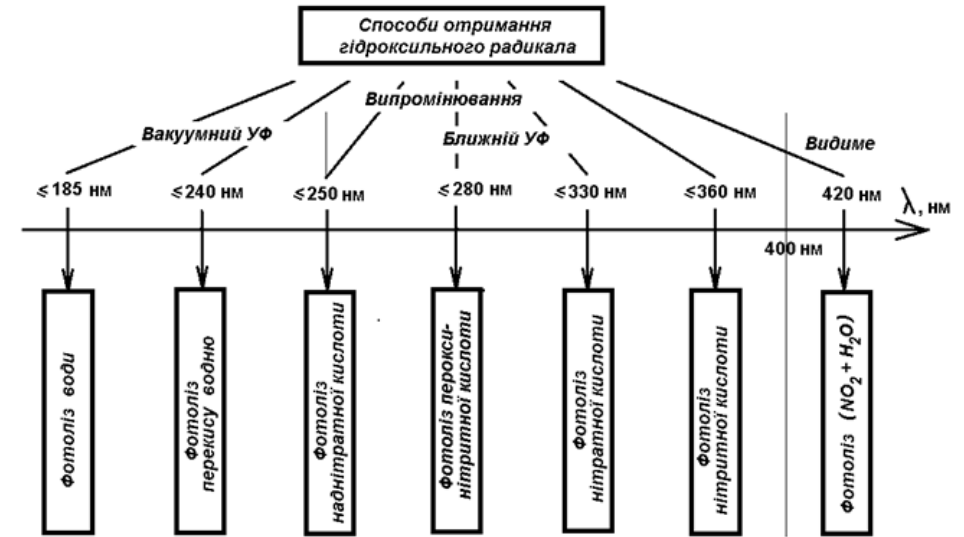 Способи отримання
гідроксильного радикала
Випромінювання
Вакуумний УФ
Ближній УФ
Видиме
⩽185 нм
⩽240 нм
⩽250 нм
⩽280 нм
⩽330 нм
⩽360 нм
420 нм
λ, нм
400 нм
Фотоліз води
Фотоліз
перекису водню
Фотоліз
наднітратної кислоти
Фотоліз перокси-
нітритної кислоти
Фотоліз
нітратної кислоти
Фотоліз
нітритної кислоти
Фотоліз (NO₂ + H₂O)